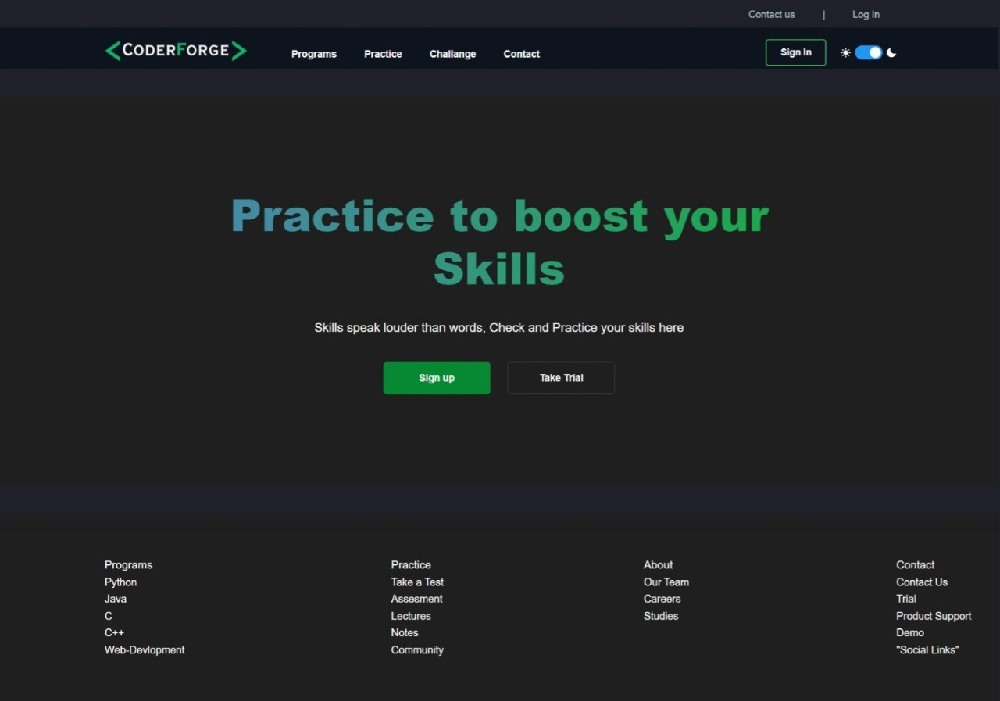 Contact us | Log In
<CODERFORGE> Programs Practice Challange Contact Sign In
Practice to boost your
Skills
Skills speak louder than words, Check and Practice your skills here
Sign up Take Trial
Programs
Python
Java
C
C++
Web-Devlopment
Practice
Take a Test
Assesment
Lectures
Notes
Community
About
Our Team
Careers
Studies
Contact
Contact Us
Trial
Product Support
Demo
"Social Links"